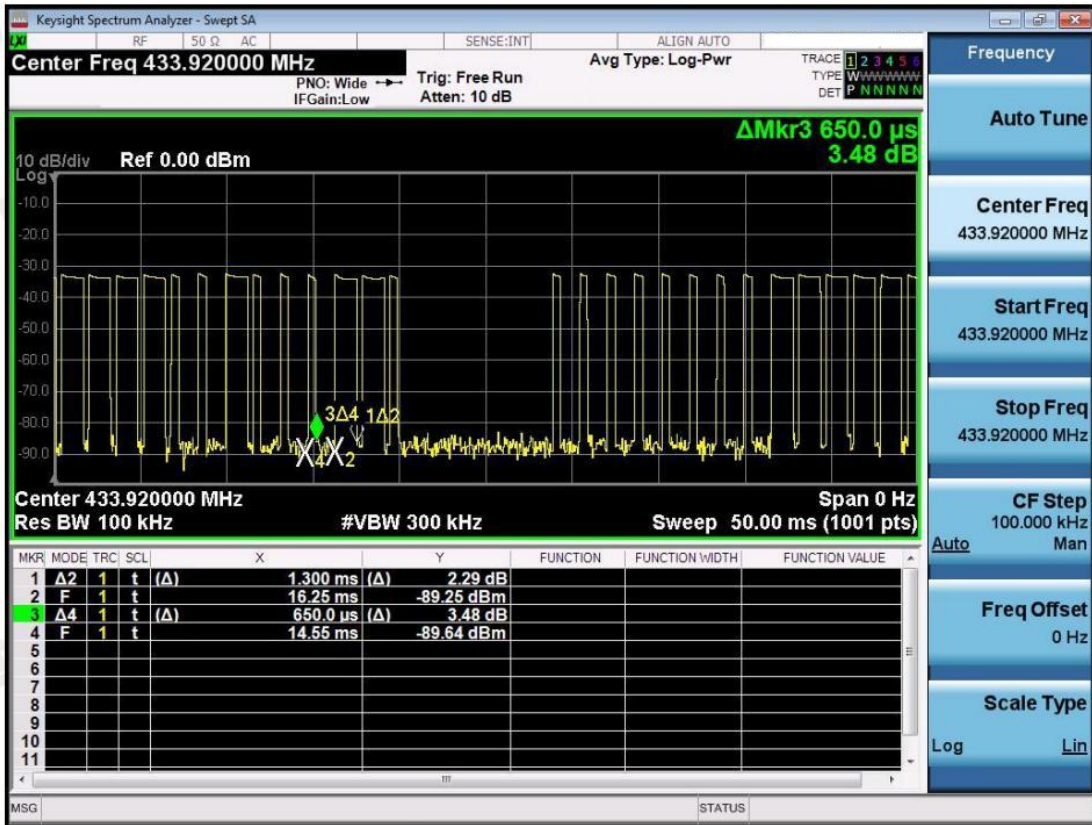 Keysight Spectrum Analyzer - Swept SA
LXI RF 50 Ω AC SENSE:INT ALIGN AUTO
Center Freq 433.920000 MHz
PNO: Wide
IFGain:Low
Trig: Free Run
Atten: 10 dB
Avg Type: Log-Pwr
TRACE 1 2 3 4 5 6
TYPE WWWWWW
DET P N N N N N
ΔMkr3 650.0 µs
3.48 dB
10 dB/div Ref 0.00 dBm
Log
-10.0
-20.0
-30.0
-40.0
-50.0
-60.0
-70.0
-80.0
-90.0
3Δ4 1Δ2
4 2
Center 433.920000 MHz Span 0 Hz
Res BW 100 kHz #VBW 300 kHz Sweep 50.00 ms (1001 pts)
MKR MODE TRC SCL X Y FUNCTION FUNCTION WIDTH FUNCTION VALUE
1 Δ2 1 t (Δ) 1.300 ms (Δ) 2.29 dB
2 F 1 t 16.25 ms -89.25 dBm
3 Δ4 1 t (Δ) 650.0 µs (Δ) 3.48 dB
4 F 1 t 14.55 ms -89.64 dBm
5
6
7
8
9
10
11
MSG STATUS
Frequency
Auto Tune
Center Freq
433.920000 MHz
Start Freq
433.920000 MHz
Stop Freq
433.920000 MHz
CF Step
100.000 kHz
Auto Man
Freq Offset
0 Hz
Scale Type
Log Lin